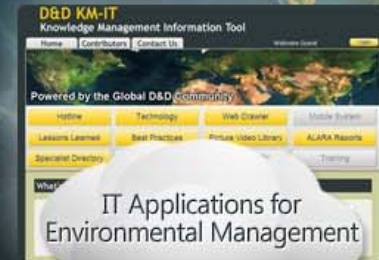 D&D KM-IT
Knowledge Management Information Tool
Home Contributors Contact Us Welcome Guest
Powered by the Global D&D Community
Hotline Technology Web Crawler Mobile System
Lessons Learned Best Practices Picture Video Library ALARA Reports
Specialist Directory Training
IT Applications for
Environmental Management